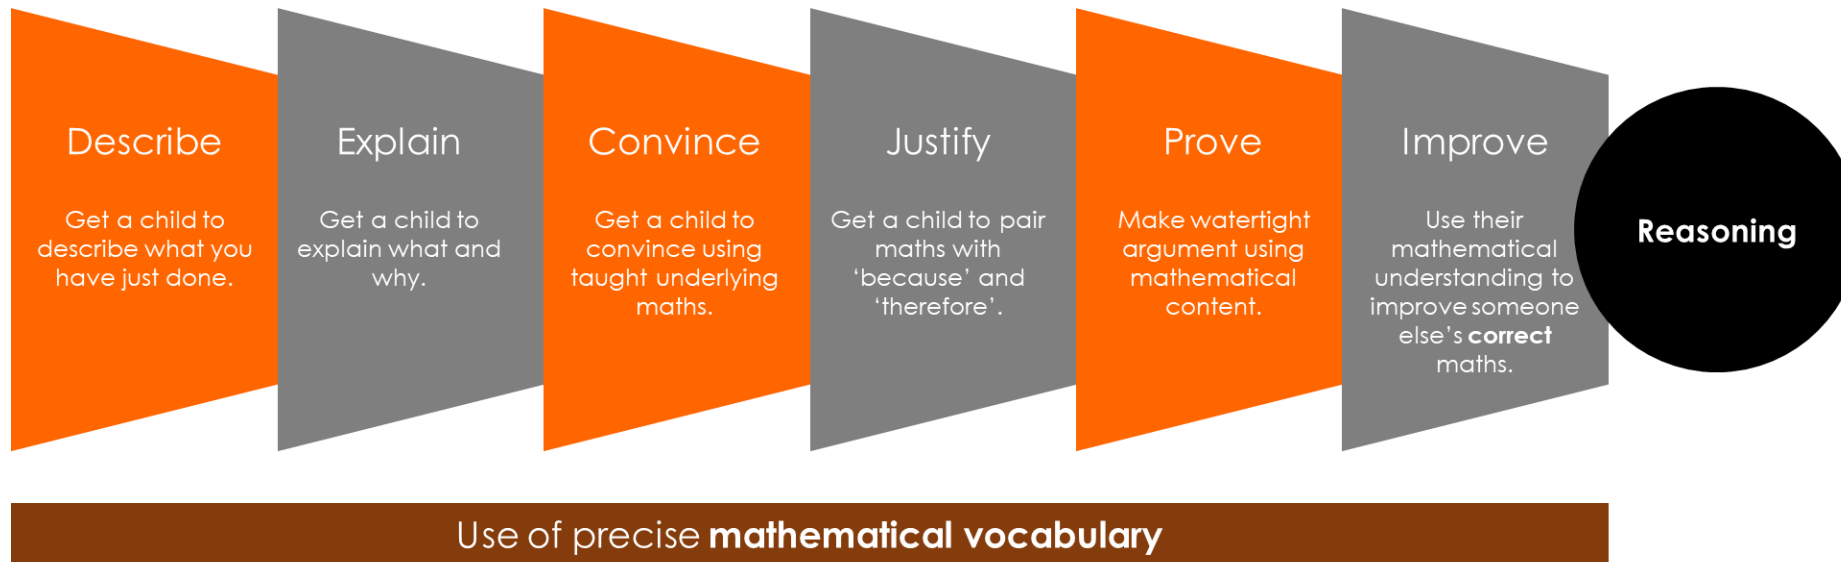 Describe
Get a child to
describe what you
have just done.
Explain
Get a child to
explain what and
why.
Convince
Get a child to
convince using
taught underlying
maths.
Justify
Get a child to pair
maths with
‘because’ and
‘therefore’.
Prove
Make watertight
argument using
mathematical
content.
Improve
Use their
mathematical
understanding to
improve someone
else’s correct
maths.
Reasoning
Use of precise mathematical vocabulary